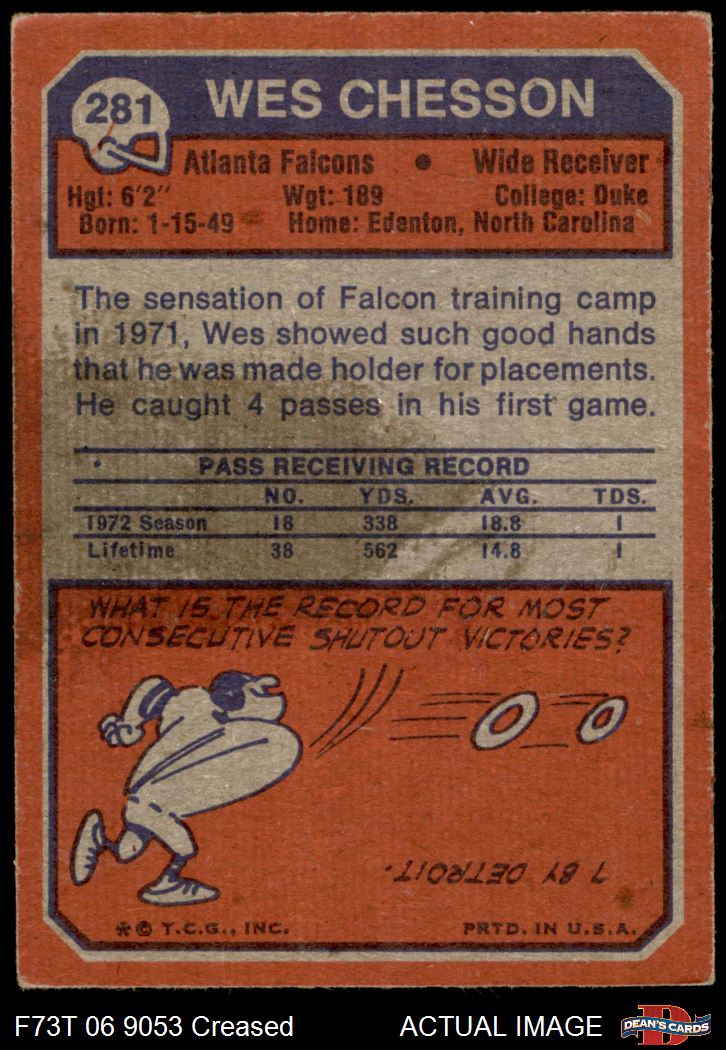 281
WES CHESSON
Atlanta Falcons • Wide Receiver
Hgt: 6'2" Wgt: 189 College: Duke
Born: 1-15-49 Home: Edenton, North Carolina
The sensation of Falcon training camp
in 1971, Wes showed such good hands
that he was made holder for placements.
He caught 4 passes in his first game.
PASS RECEIVING RECORD
NO. YDS. AVG. TDS.
1972 Season 18 338 18.8 1
Lifetime 38 562 14.8 1
WHAT IS THE RECORD FOR MOST
CONSECUTIVE SHUTOUT VICTORIES?
7 BY DETROIT.
*© T.C.G., INC. PRTD. IN U.S.A.
F73T 06 9053 Creased ACTUAL IMAGE
D
DEAN'S CARDS